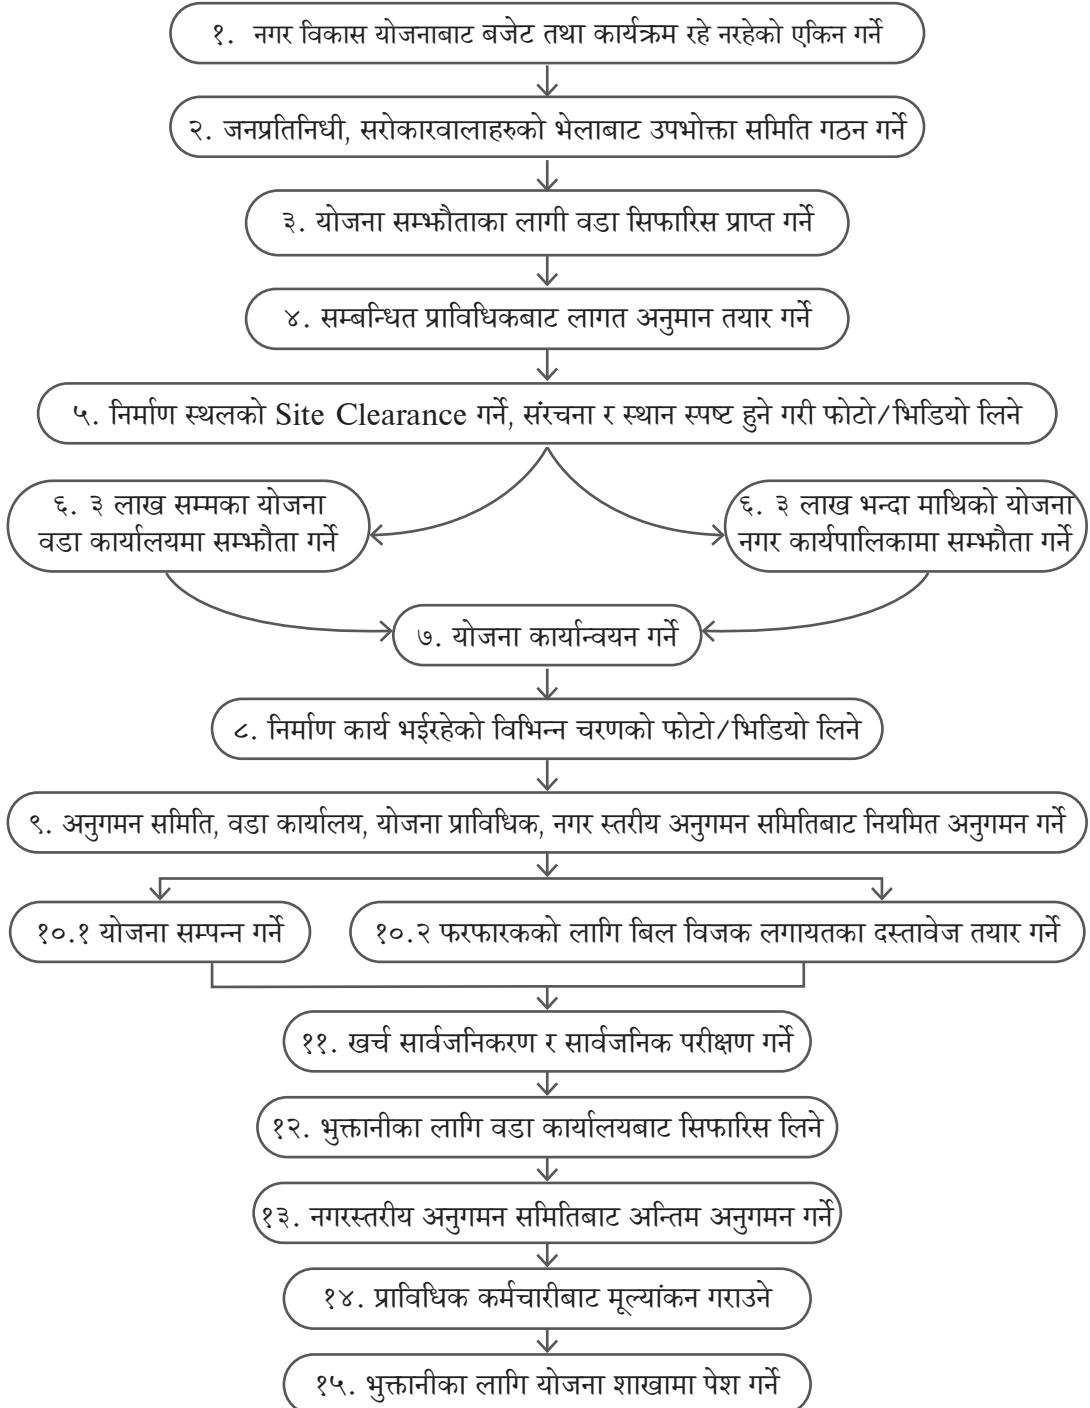 १. नगर विकास योजनाबाट बजेट तथा कार्यक्रम रहे नरहेको एकिन गर्ने
२. जनप्रतिनिधी, सरोकारवालाहरुको भेलाबाट उपभोक्ता समिति गठन गर्ने
३. योजना सम्झौताका लागी वडा सिफारिस प्राप्त गर्ने
४. सम्बन्धित प्राविधिकबाट लागत अनुमान तयार गर्ने
५. निर्माण स्थलको Site Clearance गर्ने, संरचना र स्थान स्पष्ट हुने गरी फोटो/भिडियो लिने
६. ३ लाख सम्मका योजना
वडा कार्यालयमा सम्झौता गर्ने
६. ३ लाख भन्दा माथिको योजना
नगर कार्यपालिकामा सम्झौता गर्ने
७. योजना कार्यान्वयन गर्ने
८. निर्माण कार्य भईरहेको विभिन्न चरणको फोटो/भिडियो लिने
९. अनुगमन समिति, वडा कार्यालय, योजना प्राविधिक, नगर स्तरीय अनुगमन समितिबाट नियमित अनुगमन गर्ने
१०.१ योजना सम्पन्न गर्ने
१०.२ फरफारकको लागि बिल विजक लगायतका दस्तावेज तयार गर्ने
११. खर्च सार्वजनिकरण र सार्वजनिक परीक्षण गर्ने
१२. भुक्तानीका लागि वडा कार्यालयबाट सिफारिस लिने
१३. नगरस्तरीय अनुगमन समितिबाट अन्तिम अनुगमन गर्ने
१४. प्राविधिक कर्मचारीबाट मूल्यांकन गराउने
१५. भुक्तानीका लागि योजना शाखामा पेश गर्ने